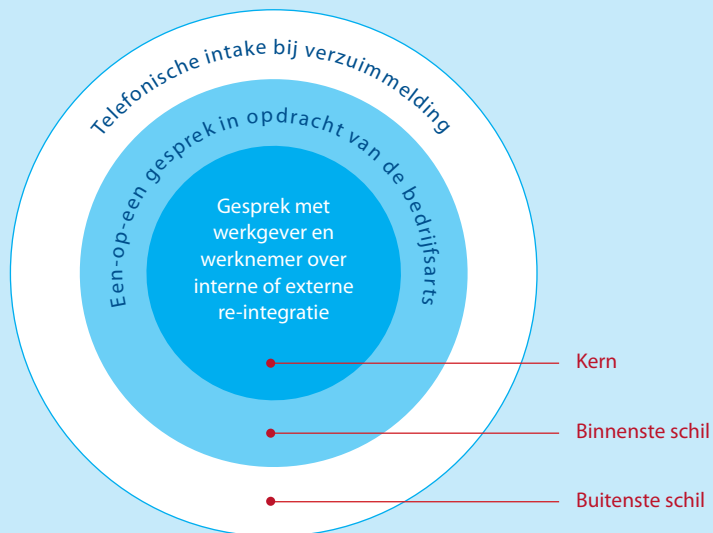 Telefonische intake bij verzuimmelding
Een-op-een gesprek in opdracht van de bedrijfsarts
Gesprek met
werkgever en
werknemer over
interne of externe
re-integratie
Kern
Binnenste schil
Buitenste schil